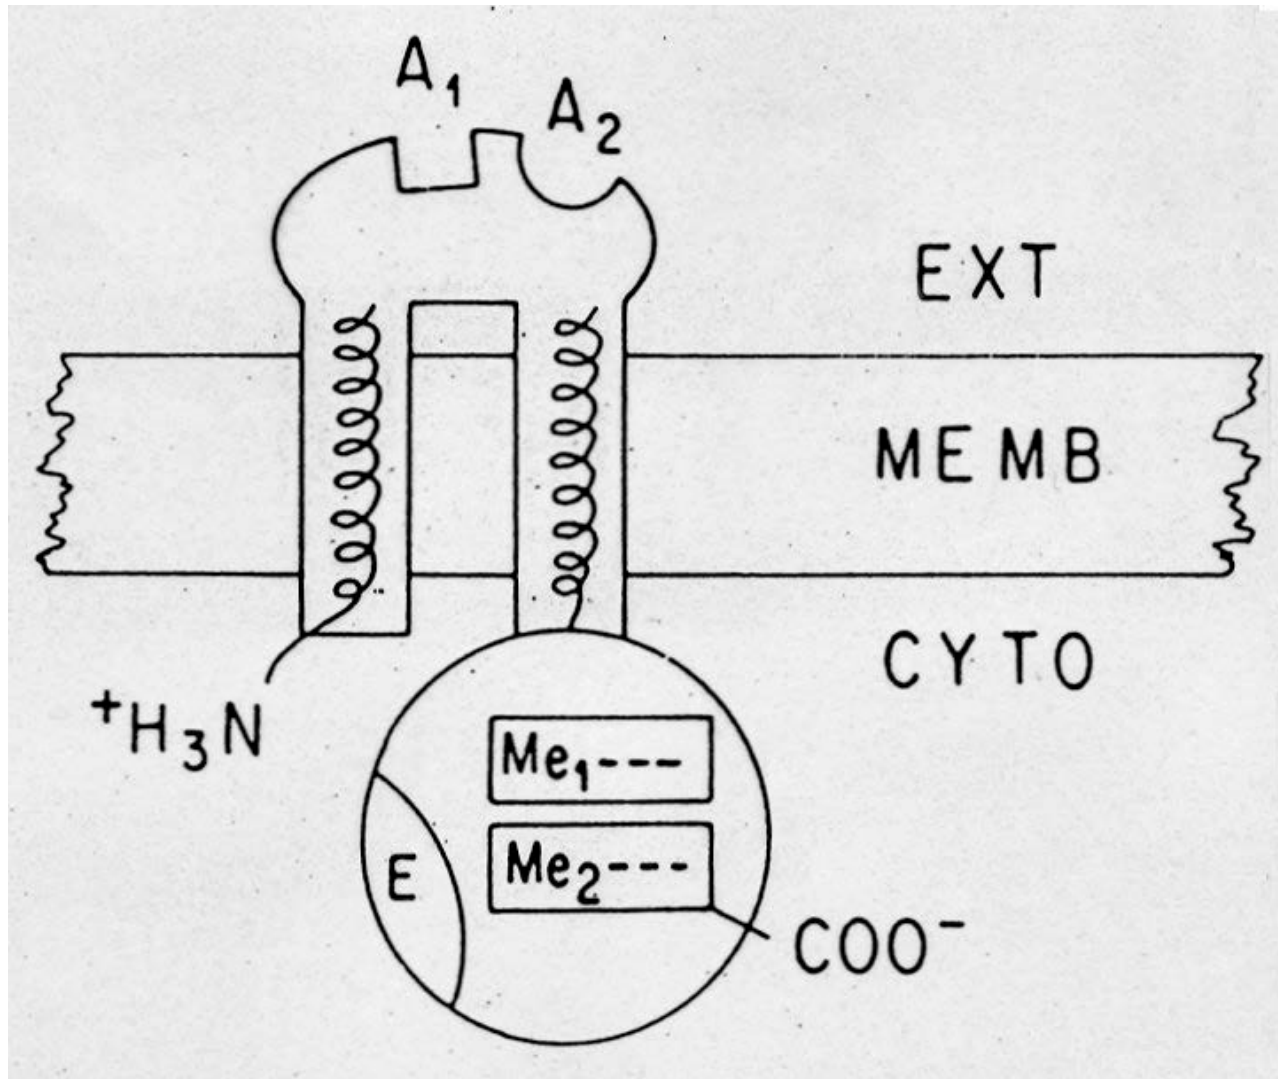 A₁
A₂
EXT
MEMB
CYTO
⁺H₃N
Me₁---
Me₂---
E
COO⁻